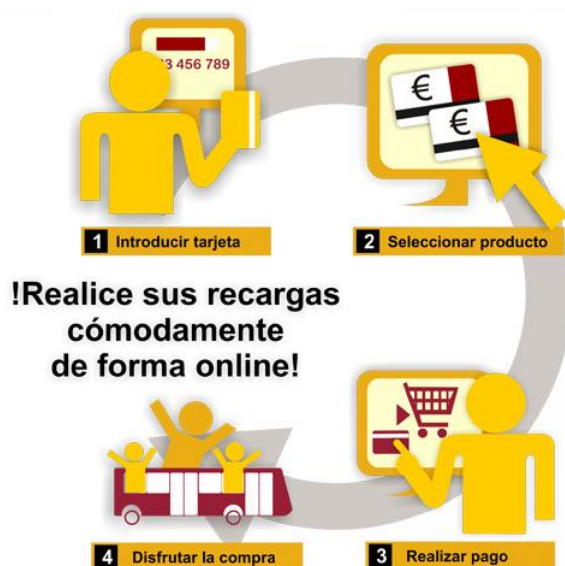 3 456 789
€
€
1 Introducir tarjeta
2 Seleccionar producto
!Realice sus recargas
cómodamente
de forma online!
4 Disfrutar la compra
3 Realizar pago